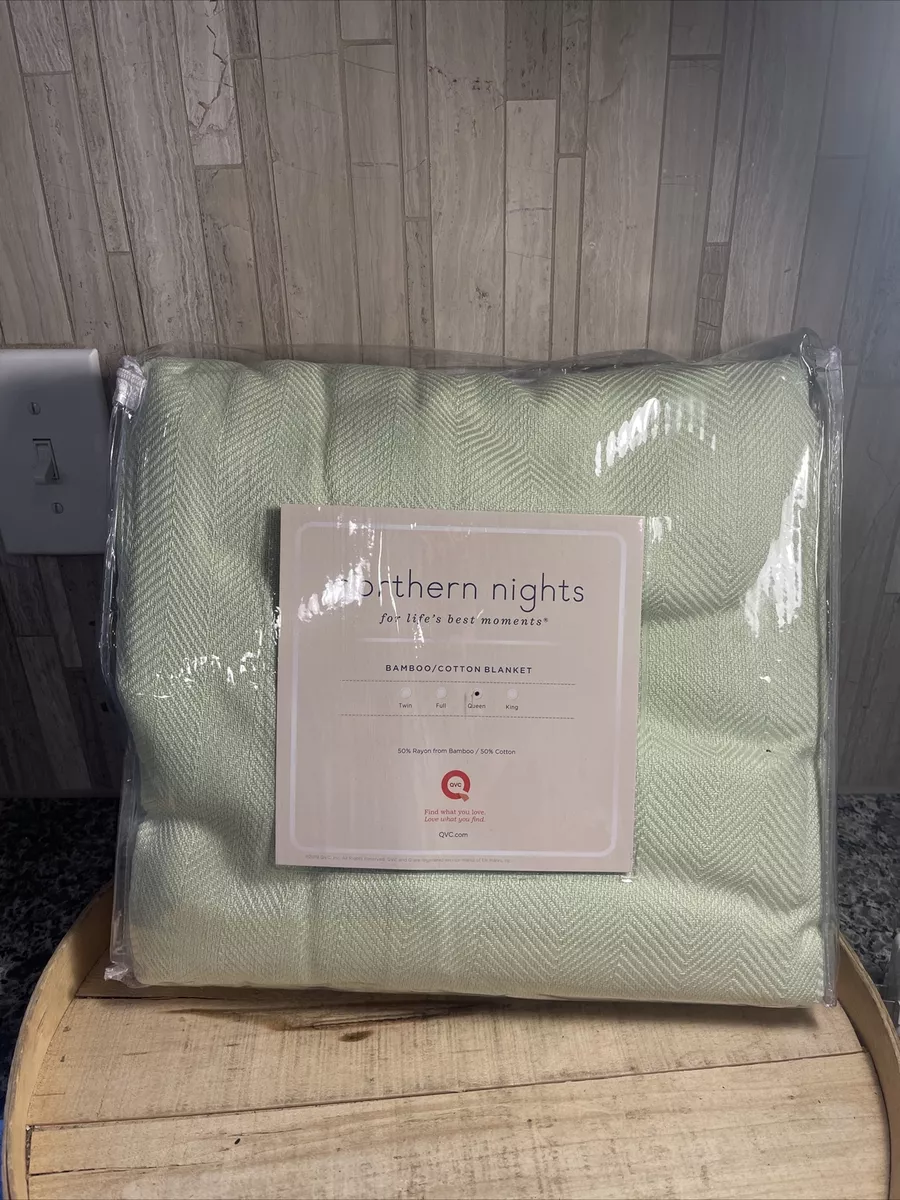 northern nights
for life's best moments®
BAMBOO/COTTON BLANKET
Twin Full Queen King
50% Rayon from Bamboo / 50% Cotton
QVC
Find what you love.
Love what you find.
QVC.com